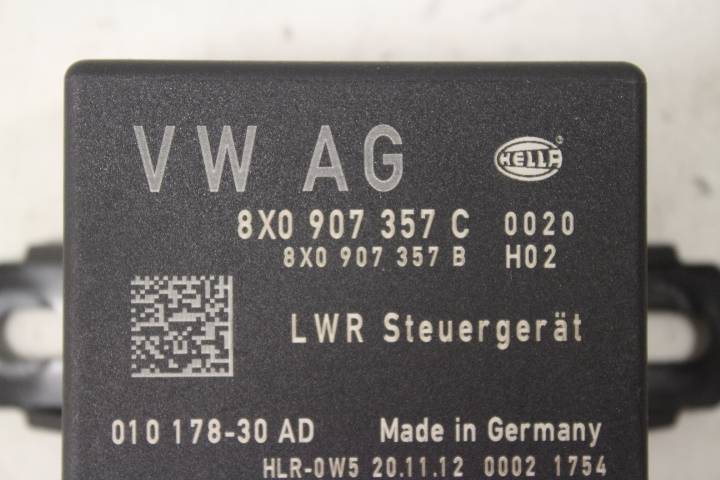 VW AG HELLA ®
8X0 907 357 C 0020
8X0 907 357 B H02
LWR Steuergerät
010 178-30 AD Made in Germany
HLR-0W5 20.11.12 0002 1754